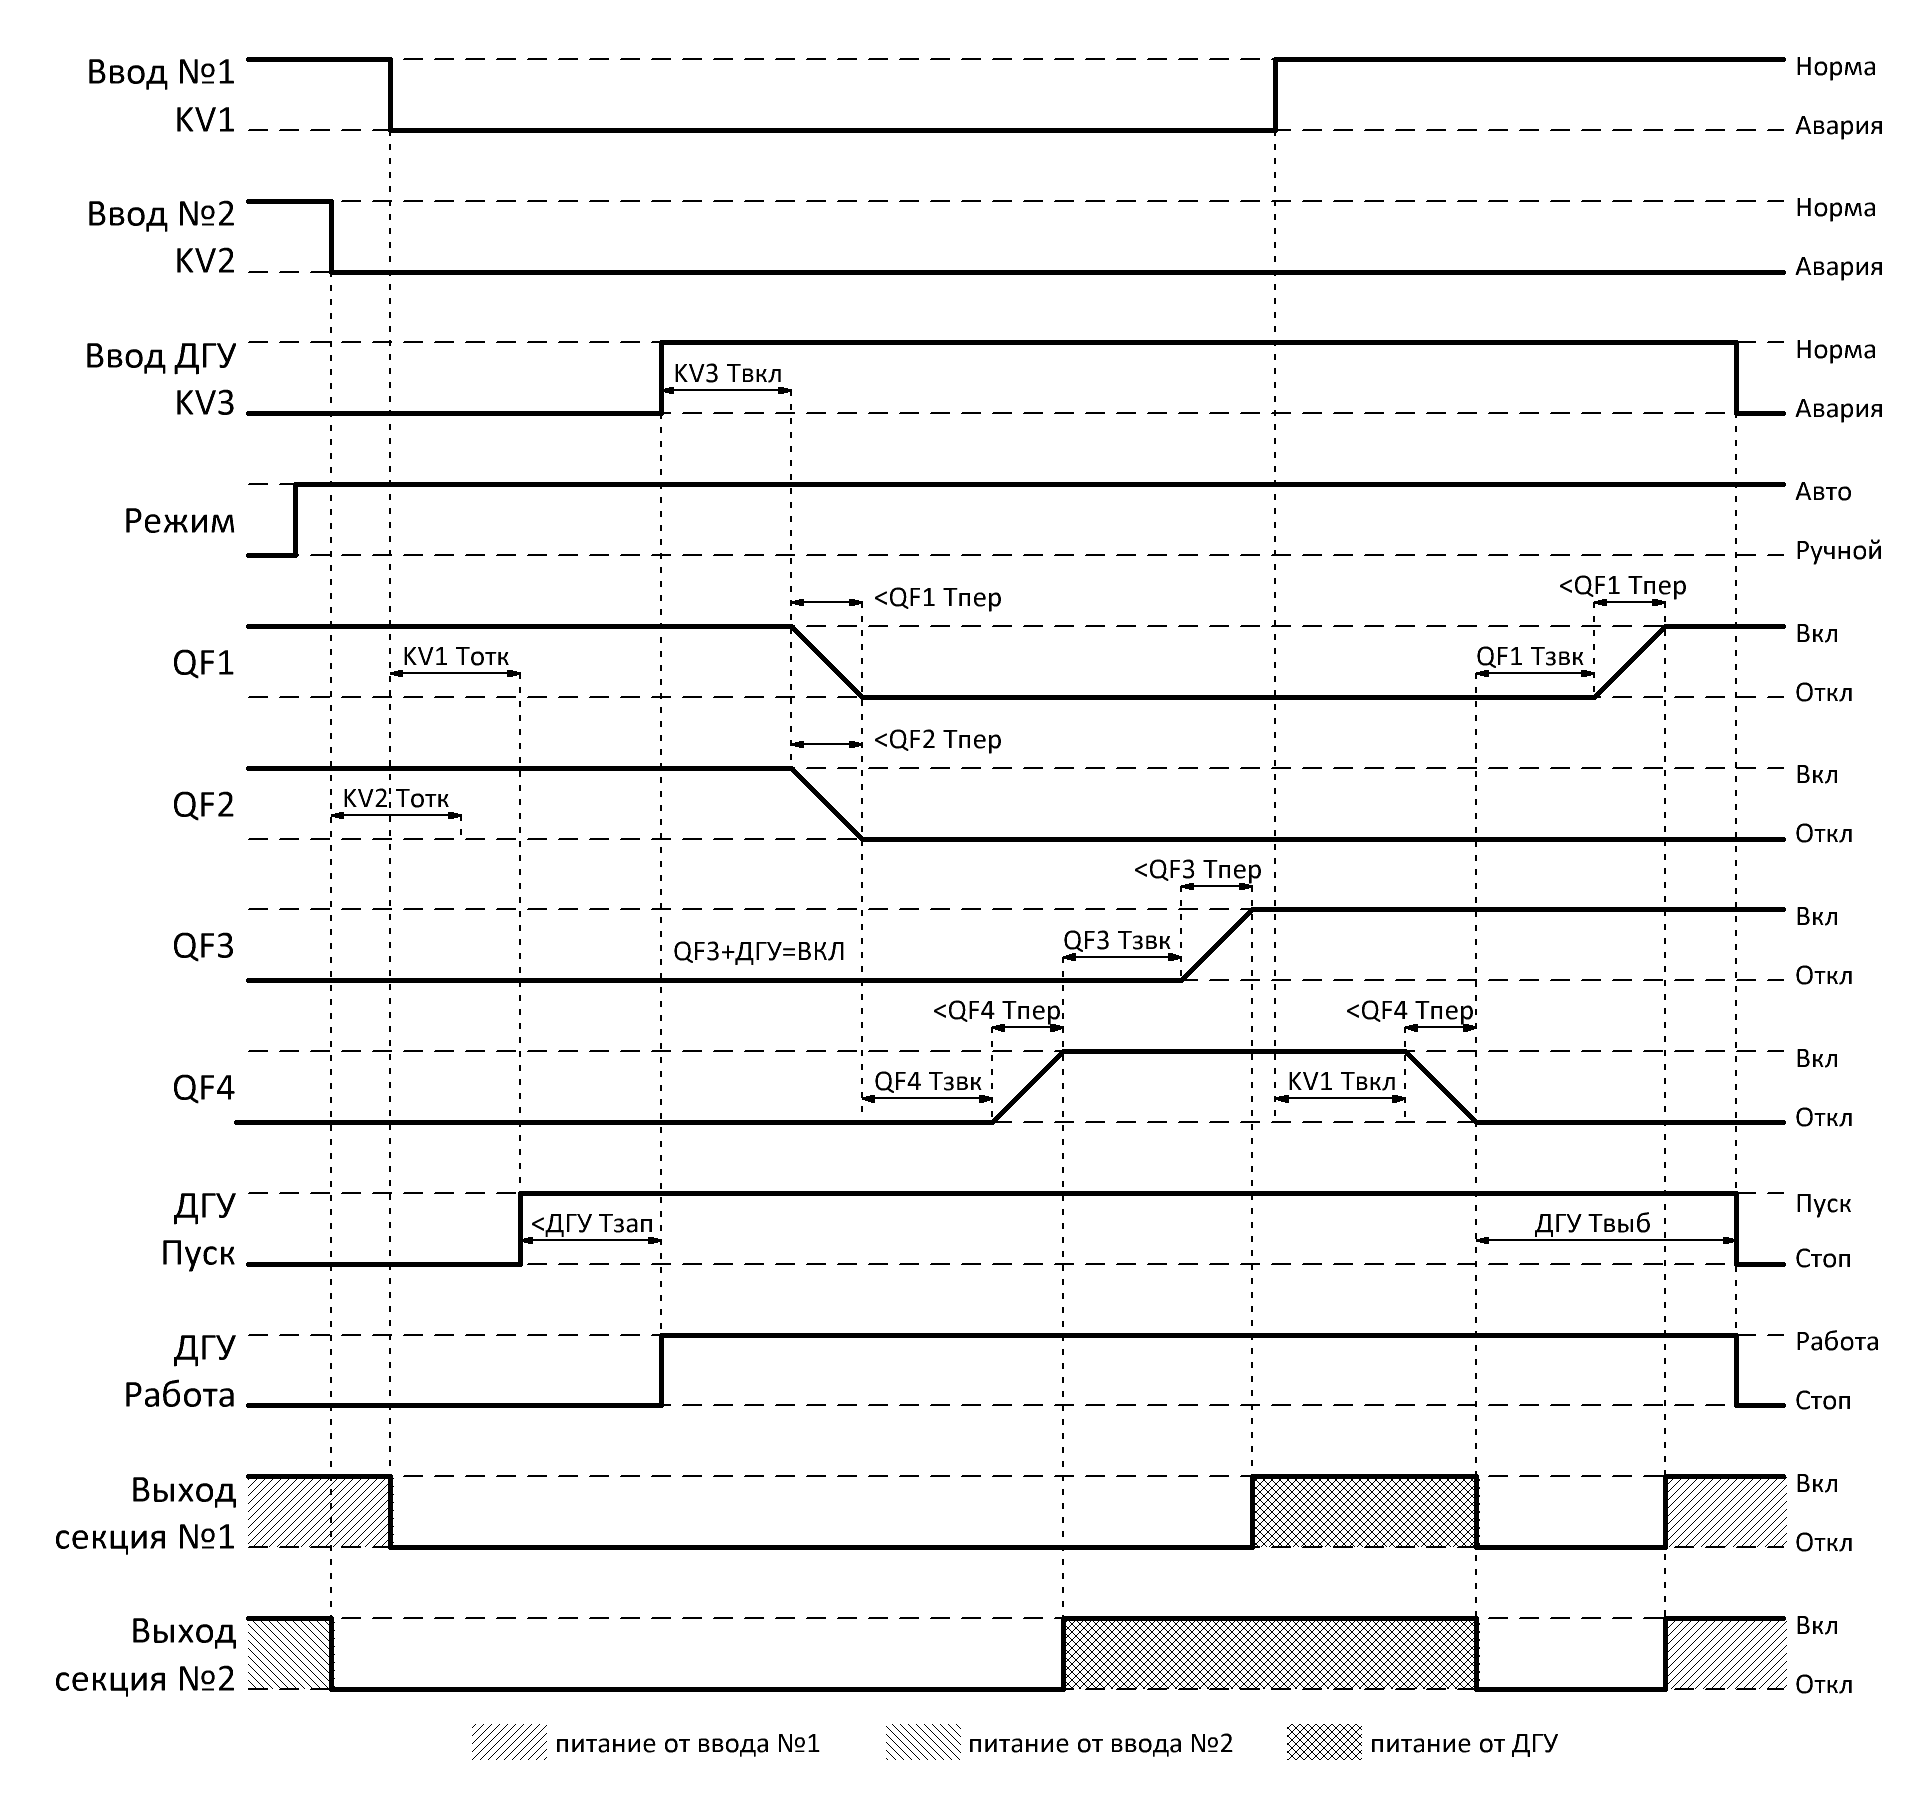 Ввод №1
KV1
Норма
Авария
Ввод №2
KV2
Норма
Авария
Ввод ДГУ
KV3
KV3 Твкл
Норма
Авария
Режим
Авто
Ручной
<QF1 Тпер
<QF1 Тпер
QF1
KV1 Тотк
QF1 Тзвк
Вкл
Откл
<QF2 Тпер
QF2
KV2 Тотк
Вкл
Откл
<QF3 Тпер
QF3
QF3+ДГУ=ВКЛ
QF3 Тзвк
Вкл
Откл
<QF4 Тпер
<QF4 Тпер
QF4
QF4 Тзвк
KV1 Твкл
Вкл
Откл
ДГУ
Пуск
<ДГУ Тзап
ДГУ Твыб
Пуск
Стоп
ДГУ
Работа
Работа
Стоп
Выход
секция №1
Вкл
Откл
Выход
секция №2
Вкл
Откл
питание от ввода №1
питание от ввода №2
питание от ДГУ